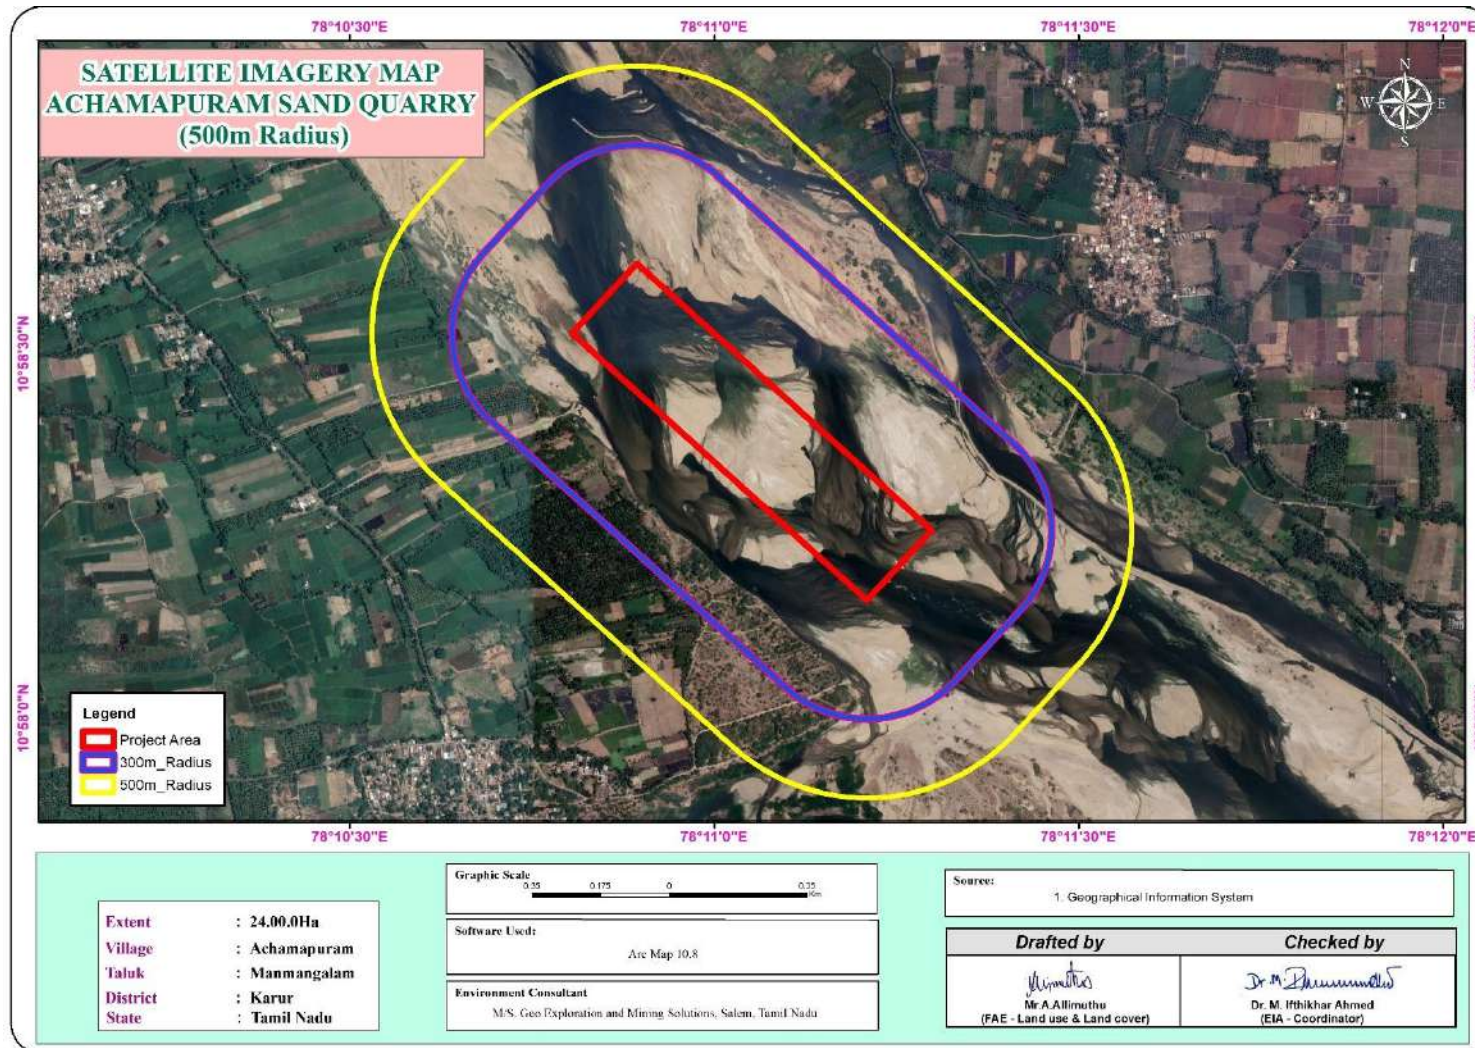 78°10'30"E 78°11'0"E 78°11'30"E 78°12'0"E
SATELLITE IMAGERY MAP
ACHAMAPURAM SAND QUARRY
(500m Radius)
N
W E
S
10°58'30"N
10°58'0"N
Legend
Project Area
300m_Radius
500m_Radius
78°10'30"E 78°11'0"E 78°11'30"E 78°12'0"E
Extent : 24.00.0Ha
Village : Achamapuram
Taluk : Manmangalam
District : Karur
State : Tamil Nadu
Graphic Scale
0.35 0.175 0 0.35
Km
Software Used:
Arc Map 10.8
Environment Consultant
M/S. Geo Exploration and Mining Solutions, Salem, Tamil Nadu
Source:
1. Geographical Information System
Drafted by Checked by
Mr.A.Allimuthu
(FAE - Land use & Land cover)
Dr. M. Ifthikhar Ahmed
(EIA - Coordinator)